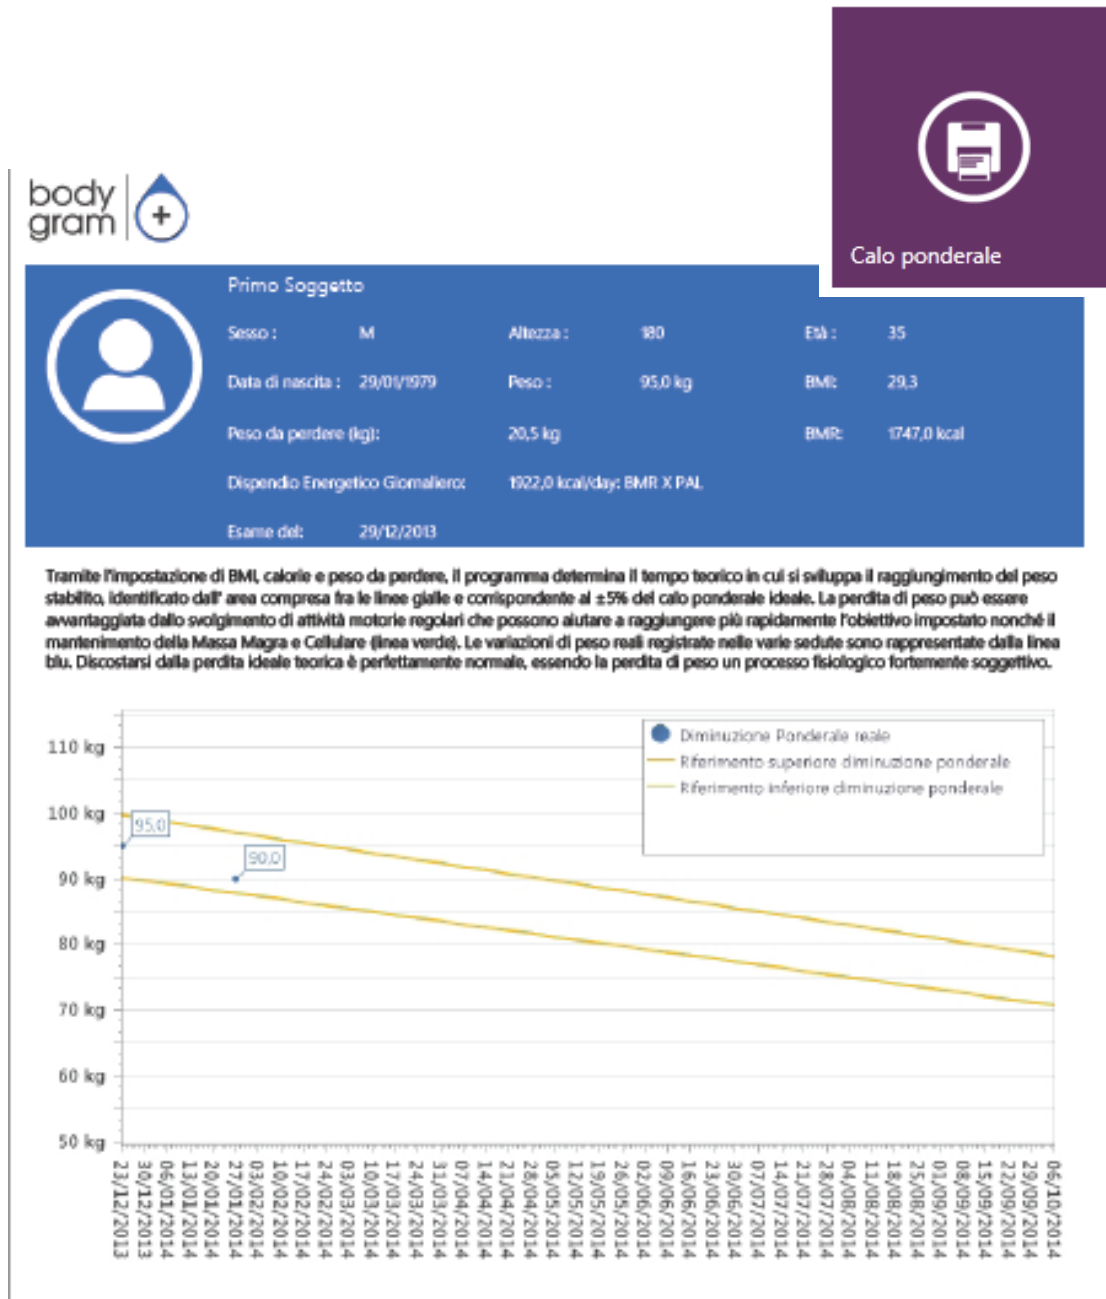 Calo ponderale
body
gram
Primo Soggetto
Sesso : M Altezza : 180 Età : 35
Data di nascita : 29/01/1979 Peso : 95,0 kg BMI: 29,3
Peso da perdere (kg): 20,5 kg BMR: 1747,0 kcal
Dispendio Energetico Giornaliero: 1922,0 kcal/day: BMR X PAL
Esame del: 29/12/2013
Tramite l'impostazione di BMI, calorie e peso da perdere, il programma determina il tempo teorico in cui si sviluppa il raggiungimento del peso
stabilito, identificato dall' area compresa fra le linee gialle e corrispondente al ±5% del calo ponderale ideale. La perdita di peso può essere
avvantaggiata dallo svolgimento di attività motorie regolari che possono aiutare a raggiungere più rapidamente l'obiettivo impostato nonché il
mantenimento della Massa Magra e Cellulare (linea verde). Le variazioni di peso reali registrate nelle varie sedute sono rappresentate dalla linea
blu. Discostarsi dalla perdita ideale teorica è perfettamente normale, essendo la perdita di peso un processo fisiologico fortemente soggettivo.
Diminuzione Ponderale reale
Riferimento superiore diminuzione ponderale
Riferimento inferiore diminuzione ponderale
110 kg
100 kg
95,0
90,0
90 kg
80 kg
70 kg
60 kg
50 kg
23/12/2013
30/12/2013
06/01/2014
13/01/2014
20/01/2014
27/01/2014
03/02/2014
10/02/2014
17/02/2014
24/02/2014
03/03/2014
10/03/2014
17/03/2014
24/03/2014
31/03/2014
07/04/2014
14/04/2014
21/04/2014
28/04/2014
05/05/2014
12/05/2014
19/05/2014
26/05/2014
02/06/2014
09/06/2014
16/06/2014
23/06/2014
30/06/2014
07/07/2014
14/07/2014
21/07/2014
28/07/2014
04/08/2014
11/08/2014
18/08/2014
25/08/2014
01/09/2014
08/09/2014
15/09/2014
22/09/2014
29/09/2014
06/10/2014